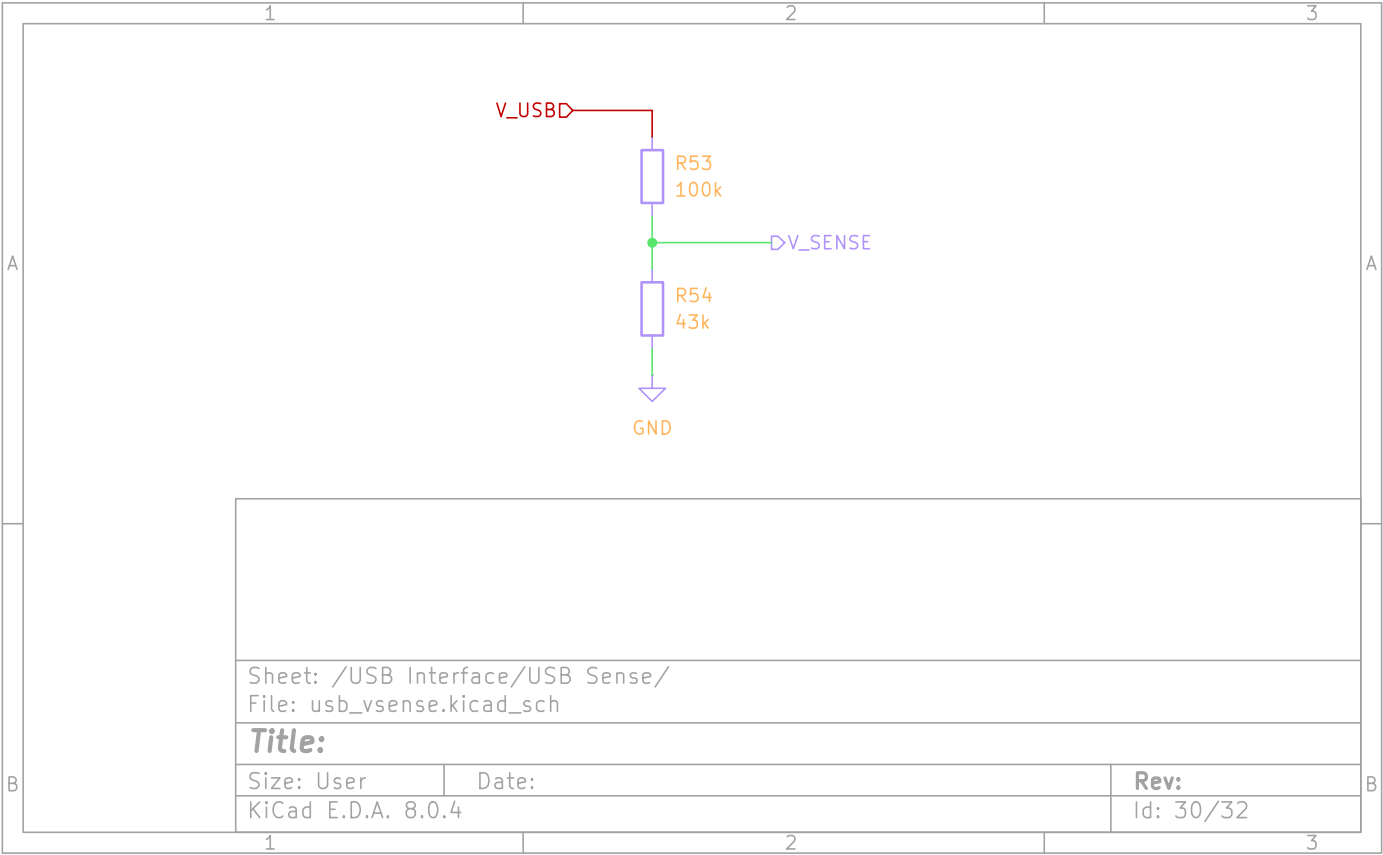 1 2 3
V_USB
R53
100k
V_SENSE
A A
R54
43k
GND
Sheet: /USB Interface/USB Sense/
File: usb_vsense.kicad_sch
Title:
Size: User Date: Rev:
B B
KiCad E.D.A. 8.0.4 Id: 30/32
1 2 3